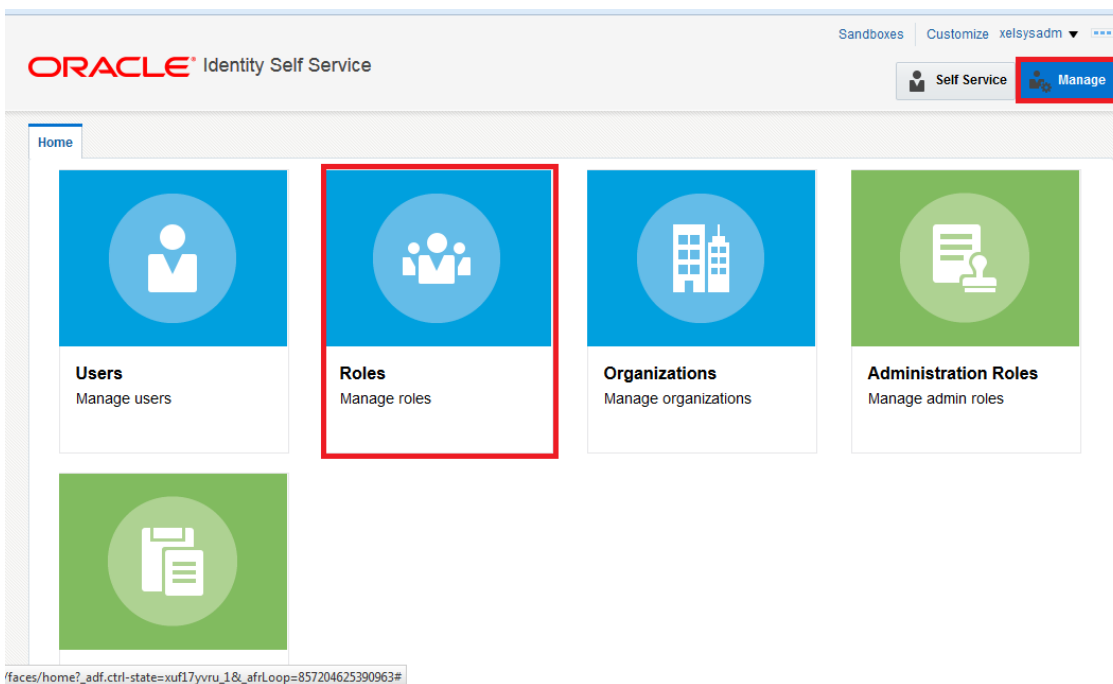 Sandboxes Customize xelsysadm
ORACLE® Identity Self Service
Self Service Manage
Home
Users
Manage users
Roles
Manage roles
Organizations
Manage organizations
Administration Roles
Manage admin roles
/faces/home?_adf.ctrl-state=xuf17yvru_1&_afrLoop=857204625390963#